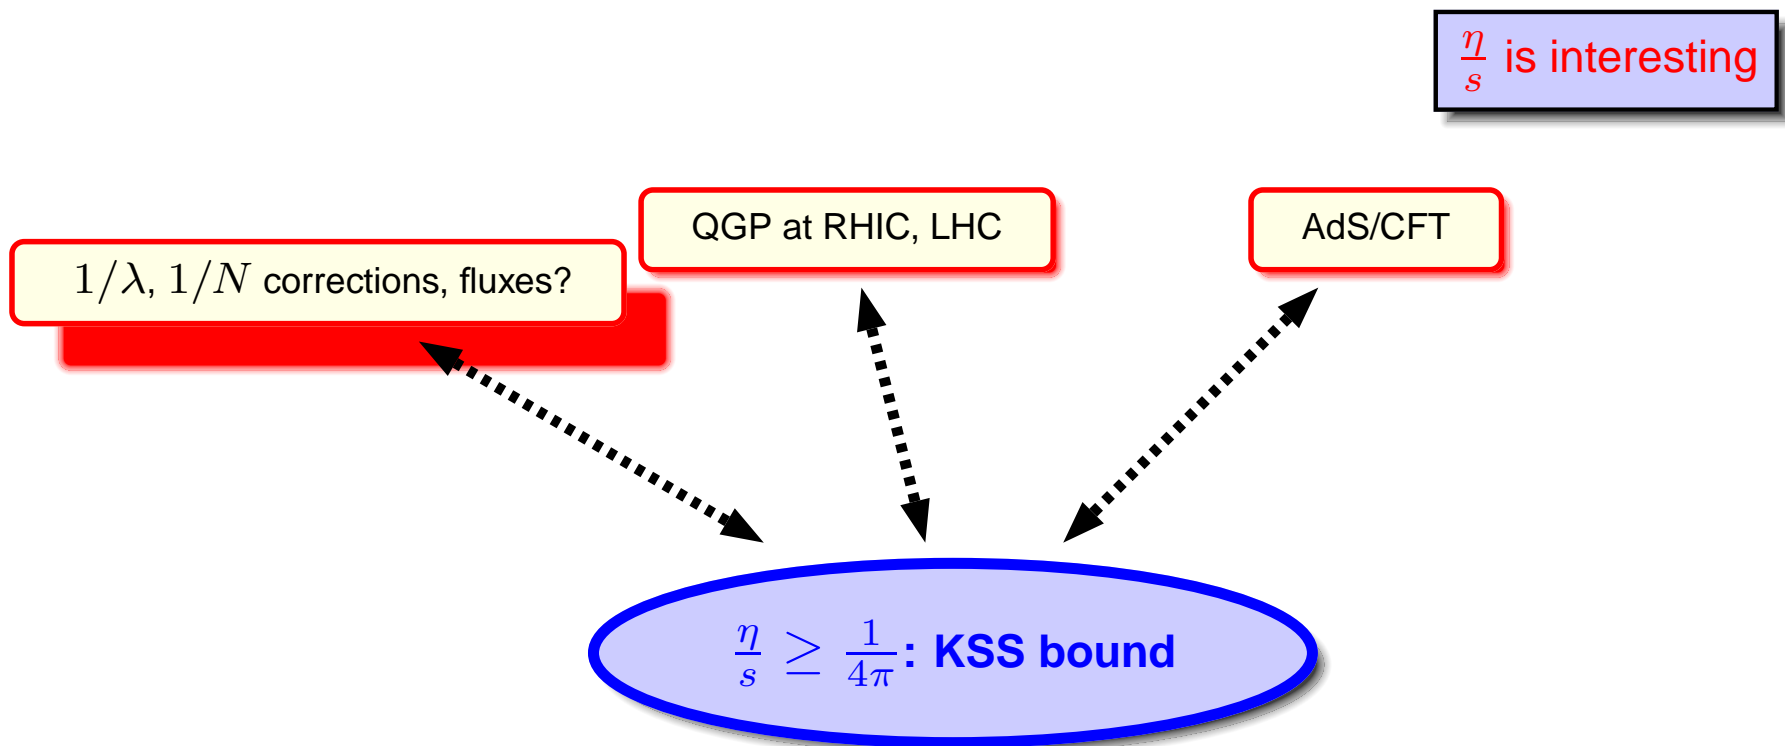 η/s is interesting
QGP at RHIC, LHC
AdS/CFT
1/λ, 1/N corrections, fluxes?
η/s ≥ 1/4π: KSS bound